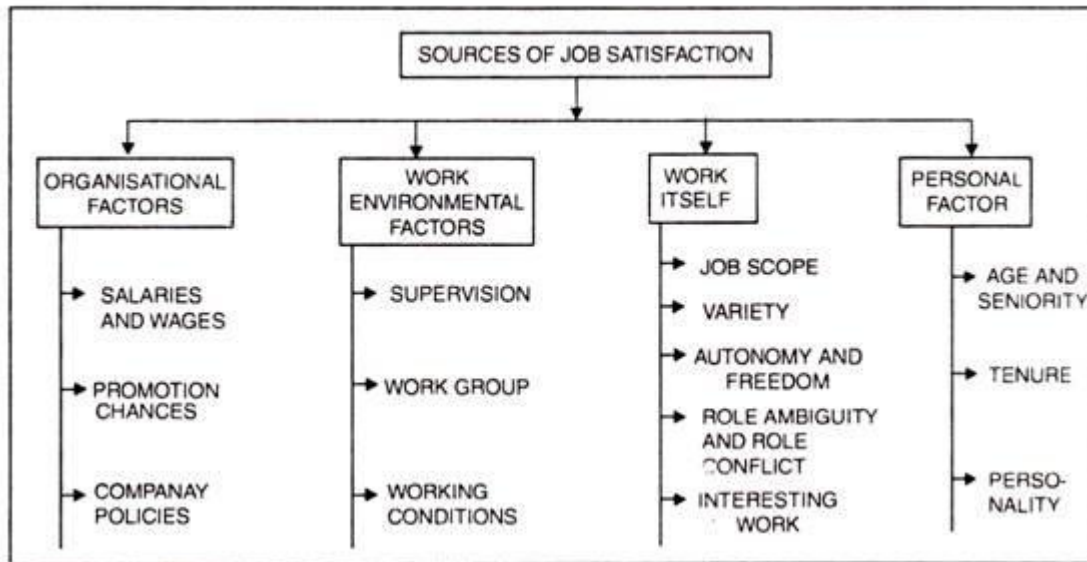 SOURCES OF JOB SATISFACTION
ORGANISATIONAL
FACTORS
SALARIES
AND WAGES
PROMOTION
CHANCES
COMPANAY
POLICIES
WORK
ENVIRONMENTAL
FACTORS
SUPERVISION
WORK GROUP
WORKING
CONDITIONS
WORK
ITSELF
JOB SCOPE
VARIETY
AUTONOMY AND
FREEDOM
ROLE AMBIGUITY
AND ROLE
CONFLICT
INTERESTING
WORK
PERSONAL
FACTOR
AGE AND
SENIORITY
TENURE
PERSO-
NALITY